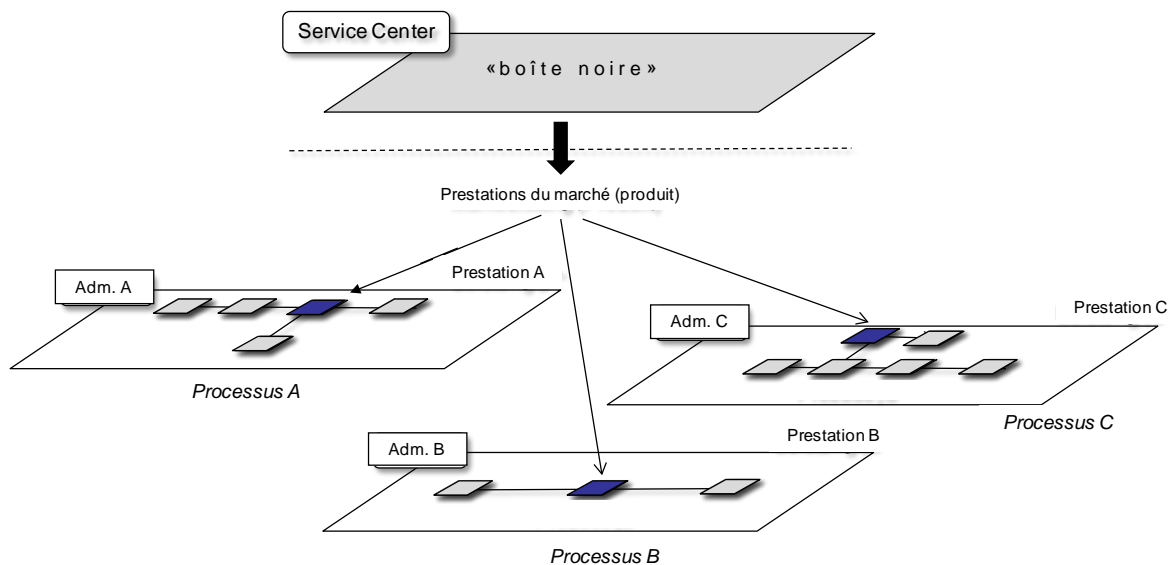 Service Center
«boîte noire»
Prestations du marché (produit)
Adm. A
Prestation A
Processus A
Adm. C
Prestation C
Processus C
Adm. B
Prestation B
Processus B